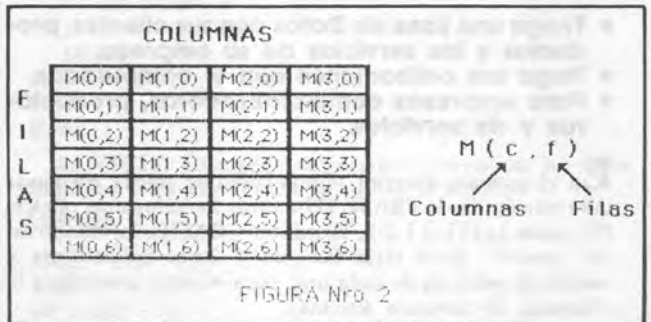 COLUMNAS
FILAS
M(0,0) M(1,0) M(2,0) M(3,0)
M(0,1) M(1,1) M(2,1) M(3,1)
M(0,2) M(1,2) M(2,2) M(3,2)
M(0,3) M(1,3) M(2,3) M(3,3)
M(0,4) M(1,4) M(2,4) M(3,4)
M(0,5) M(1,5) M(2,5) M(3,5)
M(0,6) M(1,6) M(2,6) M(3,6)
M ( c , f )
Columnas Filas
FIGURA Nro. 2